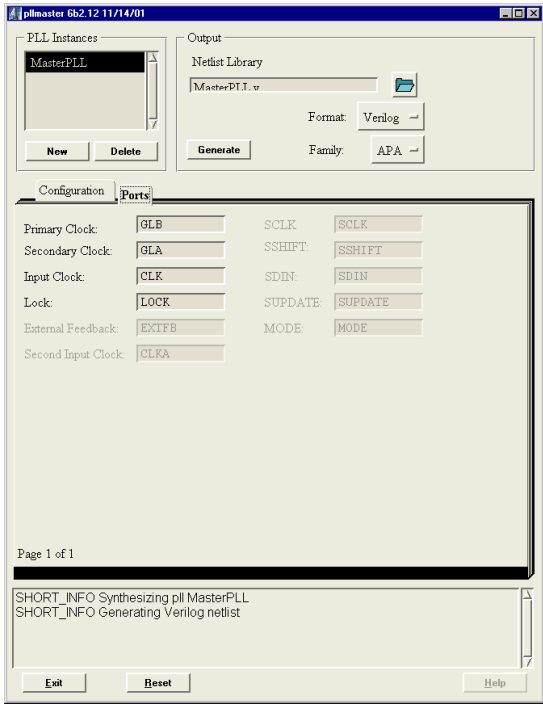 pllmaster 6b2.12 11/14/01
PLL Instances
MasterPLL
New Delete
Output
Netlist Library
MasterPLL.v
Format: Verilog
Generate Family: APA
Configuration Ports
Primary Clock: GLB SCLK SCLK
Secondary Clock: GLA SSHIFT: SSHIFT
Input Clock: CLK SDIN: SDIN
Lock: LOCK SUPDATE: SUPDATE
External Feedback: EXTFB MODE: MODE
Second Input Clock: CLKA
Page 1 of 1
SHORT_INFO Synthesizing pll MasterPLL
SHORT_INFO Generating Verilog netlist
Exit Reset Help